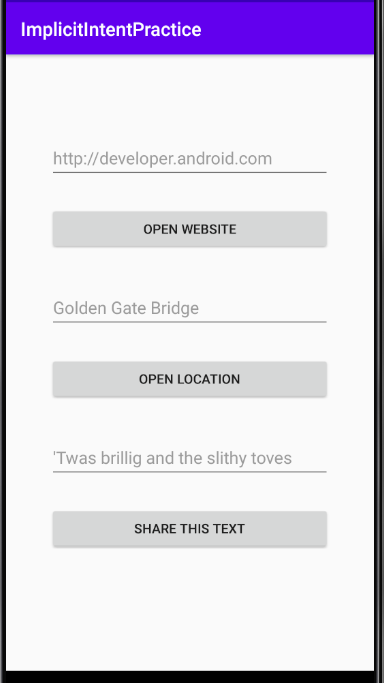 ImplicitIntentPractice
http://developer.android.com
OPEN WEBSITE
Golden Gate Bridge
OPEN LOCATION
'Twas brillig and the slithy toves
SHARE THIS TEXT